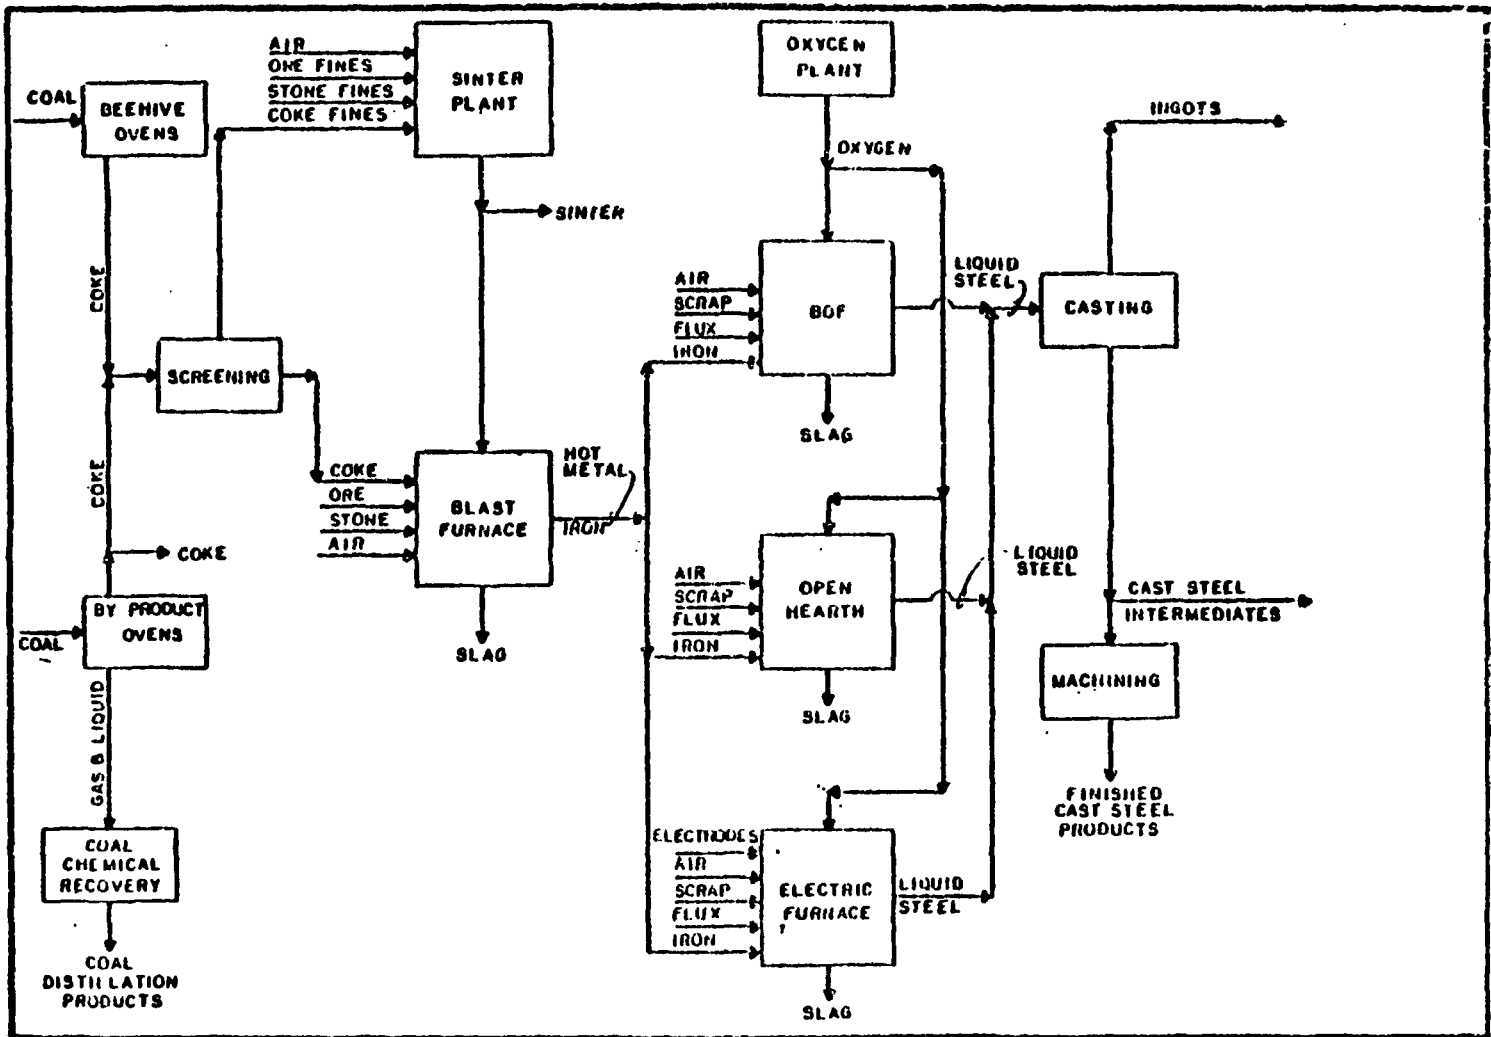 COAL
BEEHIVE
OVENS
AIR
ORE FINES
STONE FINES
COKE FINES
SINTER
PLANT
SINTER
COKE
SCREENING
COKE
COKE
BY PRODUCT
OVENS
COAL
GAS & LIQUID
COAL
CHEMICAL
RECOVERY
COAL
DISTILLATION
PRODUCTS
COKE
ORE
STONE
AIR
BLAST
FURNACE
SLAG
HOT
METAL
IRON
OXYGEN
PLANT
OXYGEN
AIR
SCRAP
FLUX
IRON
BOF
SLAG
LIQUID
STEEL
AIR
SCRAP
FLUX
IRON
OPEN
HEARTH
SLAG
LIQUID
STEEL
ELECTRODES
AIR
SCRAP
FLUX
IRON
ELECTRIC
FURNACE
SLAG
LIQUID
STEEL
INGOTS
CASTING
CAST STEEL
INTERMEDIATES
MACHINING
FINISHED
CAST STEEL
PRODUCTS